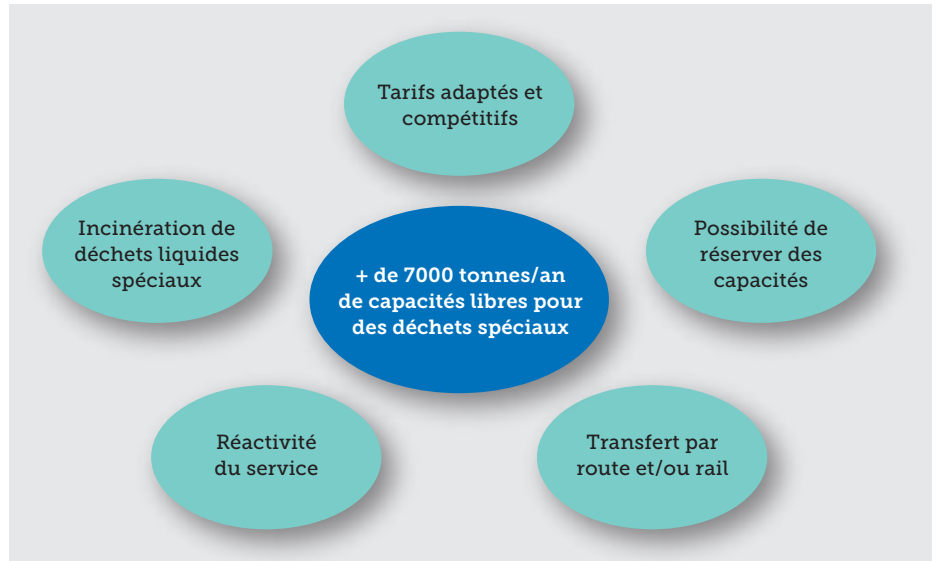 Tarifs adaptés et
compétitifs
Incinération de
déchets liquides
spéciaux
+ de 7000 tonnes/an
de capacités libres pour
des déchets spéciaux
Possibilité de
réserver des
capacités
Réactivité
du service
Transfert par
route et/ou rail